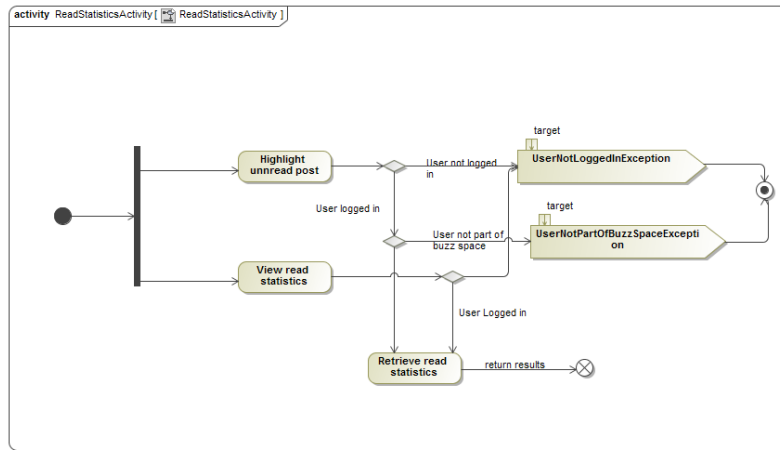 activity ReadStatisticsActivity [ ReadStatisticsActivity ]
target
Highlight
unnread post
User not logged
in
UserNotLoggedInException
User logged in
target
User not part of
buzz space
UserNotPartOfBuzzSpaceExcepti
on
View read
statistics
User Logged in
Retrieve read
statistics
return results